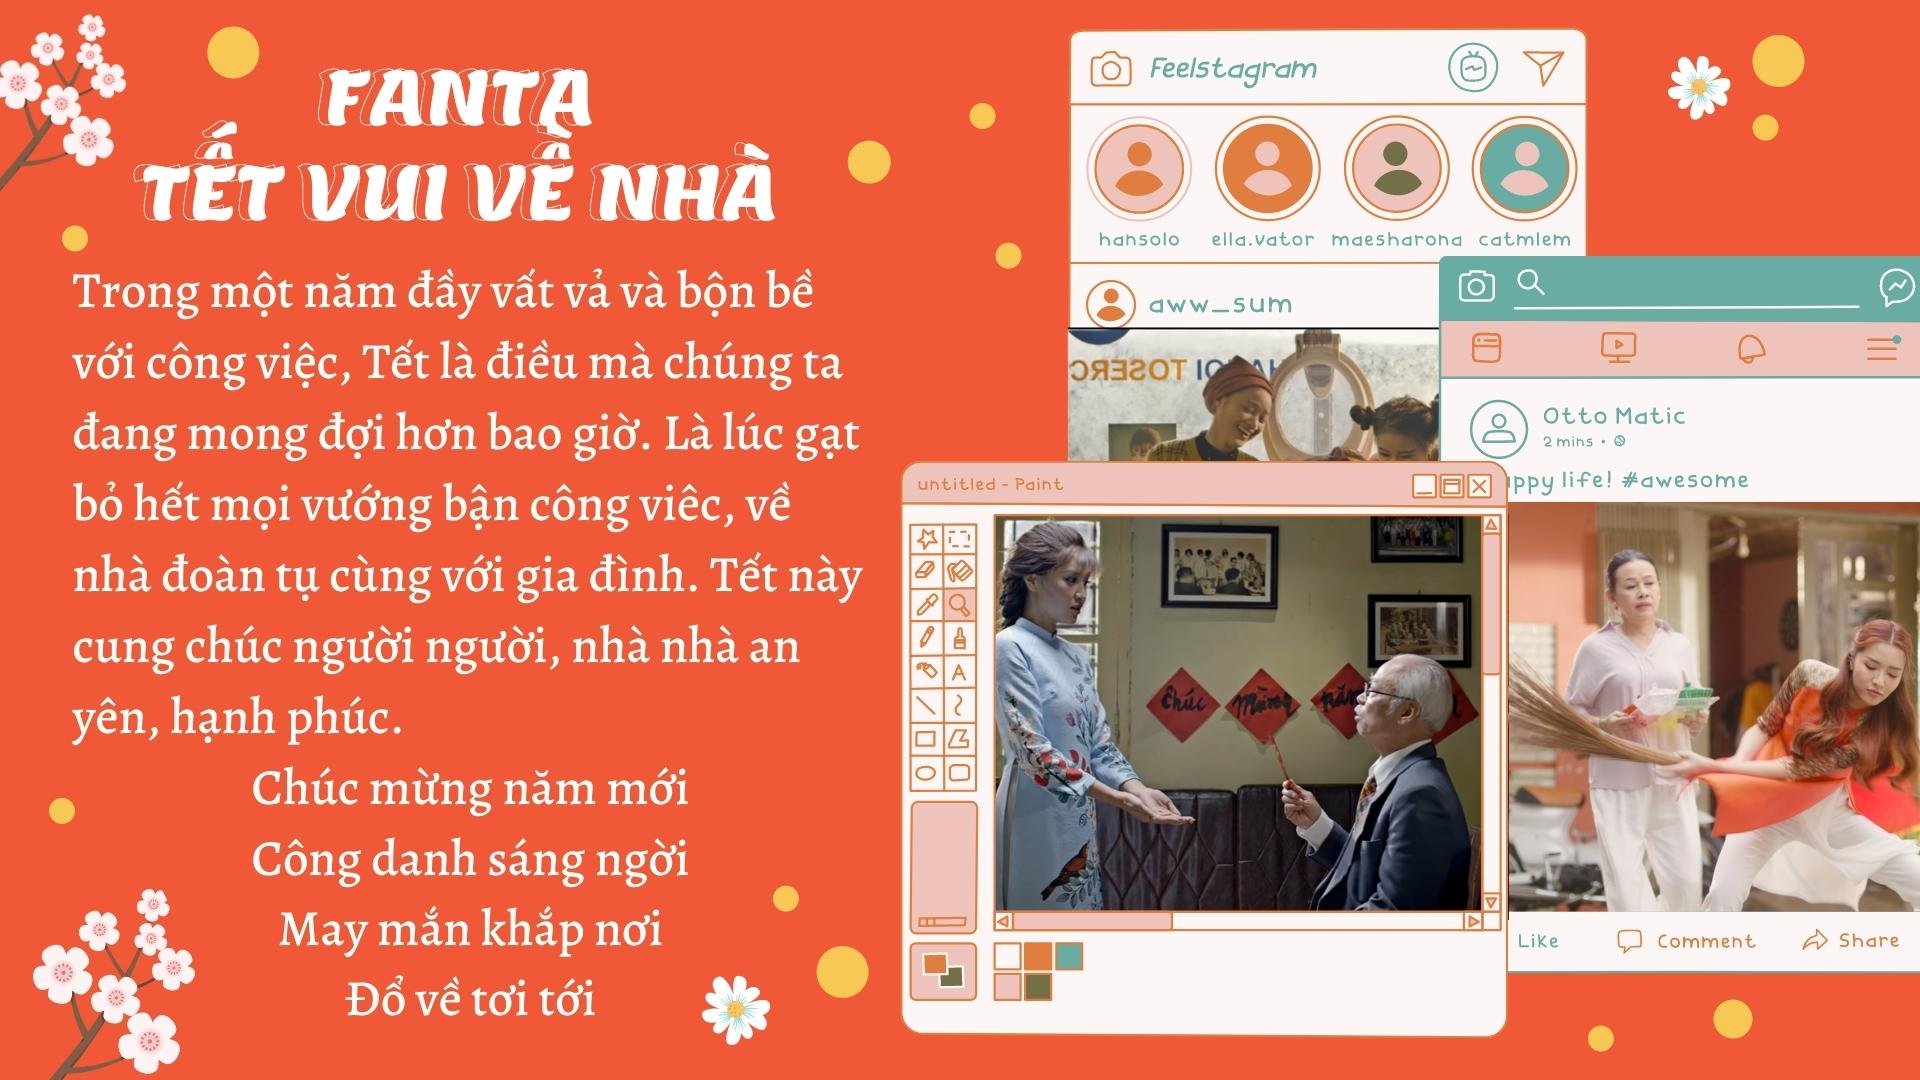 FANTA
TẾT VUI VỀ NHÀ
Trong một năm đầy vất vả và bộn bề
với công việc, Tết là điều mà chúng ta
đang mong đợi hơn bao giờ. Là lúc gạt
bỏ hết mọi vướng bận công viêc, về
nhà đoàn tụ cùng với gia đình. Tết này
cung chúc người người, nhà nhà an
yên, hạnh phúc.
Chúc mừng năm mới
Công danh sáng ngời
May mắn khắp nơi
Đổ về tơi tới
Feelstagram
hansolo ella.vator maesharona catmlem
aww_sum
Otto Matic
2 mins •
life! #awesome
untitled - Paint
A
Chúc Mừng năm
Like Comment Share